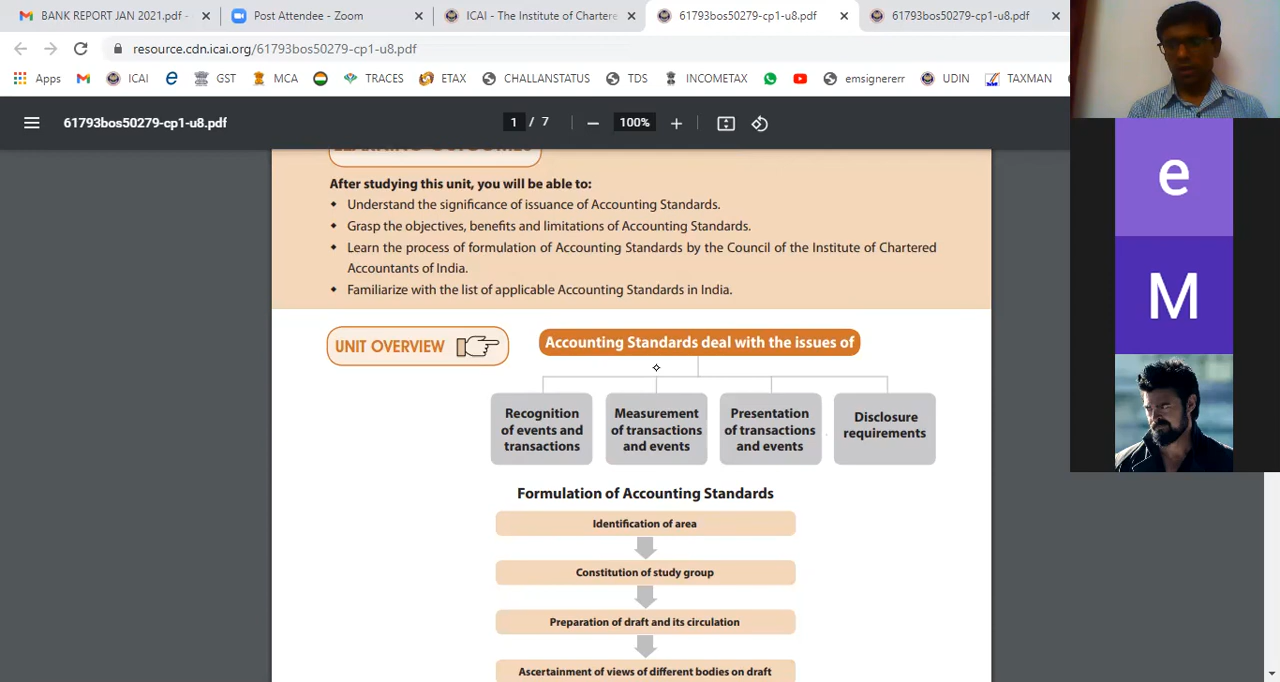 BANK REPORT JAN 2021.pdf -
Post Attendee - Zoom
ICAI - The Institute of Chartere
61793bos50279-cp1-u8.pdf
61793bos50279-cp1-u8.pdf
resource.cdn.icai.org/61793bos50279-cp1-u8.pdf
Apps
ICAI
GST
MCA
TRACES
ETAX
CHALLANSTATUS
TDS
INCOMETAX
emsignererr
UDIN
TAXMAN
61793bos50279-cp1-u8.pdf
1 / 7
100%
After studying this unit, you will be able to:
Understand the significance of issuance of Accounting Standards.
Grasp the objectives, benefits and limitations of Accounting Standards.
Learn the process of formulation of Accounting Standards by the Council of the Institute of Chartered
Accountants of India.
Familiarize with the list of applicable Accounting Standards in India.
UNIT OVERVIEW
Accounting Standards deal with the issues of
Recognition
of events and
transactions
Measurement
of transactions
and events
Presentation
of transactions
and events
Disclosure
requirements
Formulation of Accounting Standards
Identification of area
Constitution of study group
Preparation of draft and its circulation
Ascertainment of views of different bodies on draft
e
M